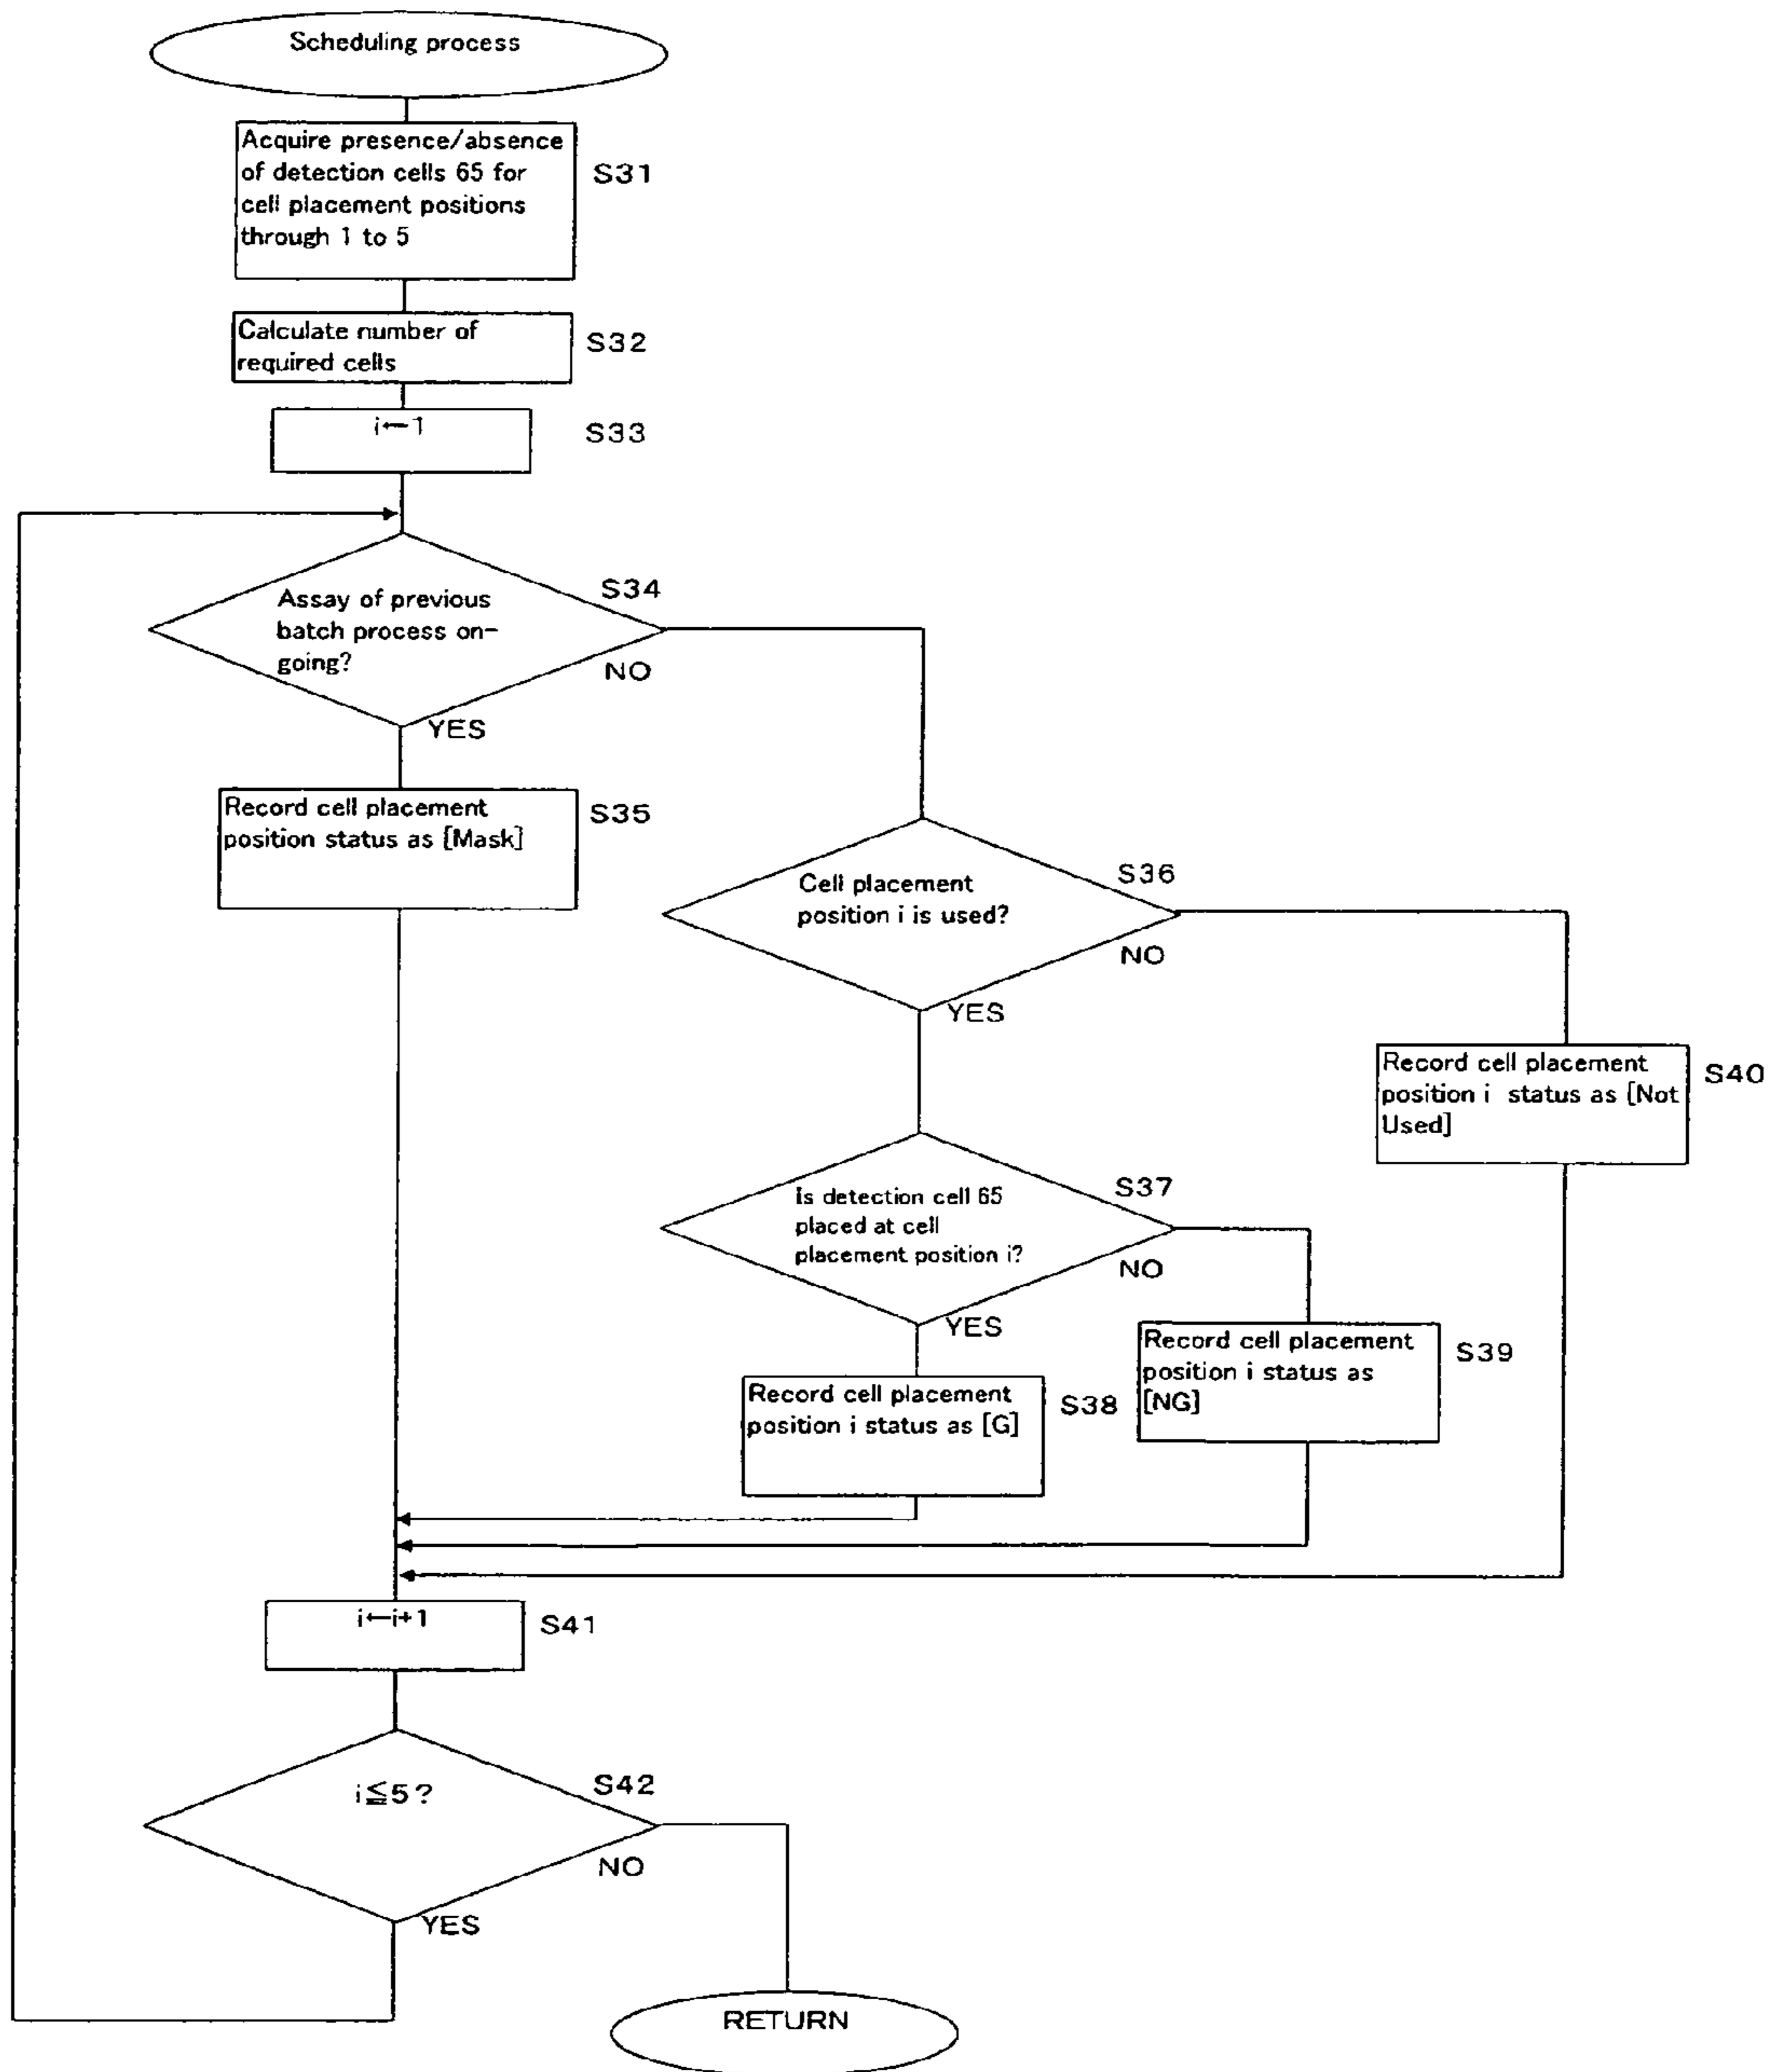 Scheduling process
Acquire presence/absence
of detection cells 65 for
cell placement positions
through 1 to 5
S31
Calculate number of
required cells
S32
i←1
S33
Assay of previous
batch process on-
going?
S34
NO
YES
Record cell placement
position status as [Mask]
S35
Cell placement
position i is used?
S36
NO
YES
Record cell placement
position i status as [Not
Used]
S40
Is detection cell 65
placed at cell
placement position i?
S37
NO
YES
Record cell placement
position i status as
[NG]
S39
Record cell placement
position i status as [G]
S38
i←i+1
S41
i≦5?
S42
NO
YES
RETURN